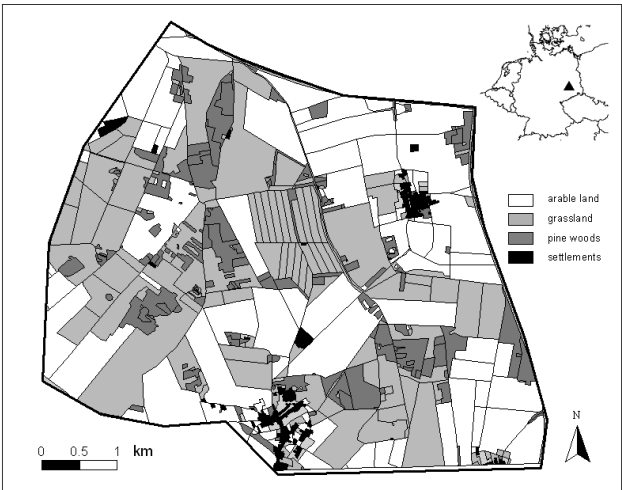 arable land
grassland
pine woods
settlements
N
0 0.5 1 km